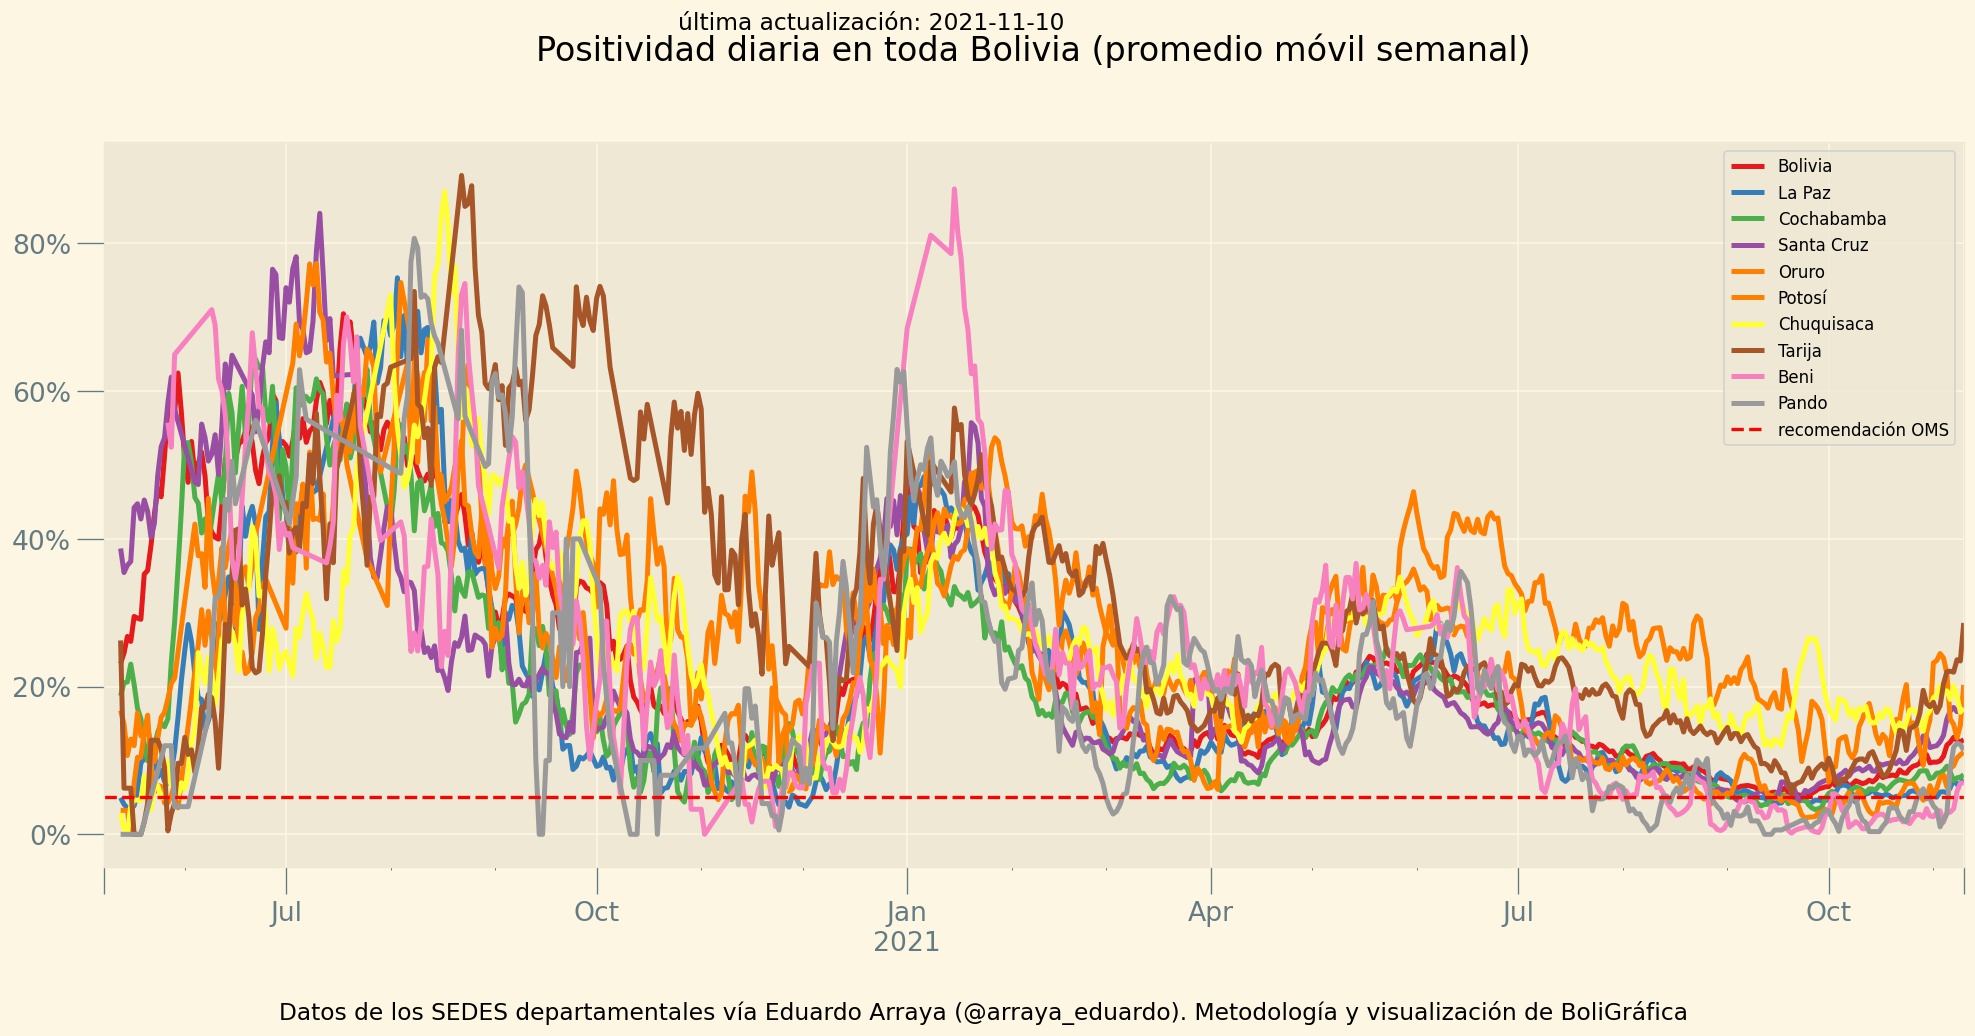 última actualización: 2021-11-10
Positividad diaria en toda Bolivia (promedio móvil semanal)
80%
60%
40%
20%
0%
Bolivia
La Paz
Cochabamba
Santa Cruz
Oruro
Potosí
Chuquisaca
Tarija
Beni
Pando
recomendación OMS
Jul Oct Jan Apr Jul Oct
2021
Datos de los SEDES departamentales vía Eduardo Arraya (@arraya_eduardo). Metodología y visualización de BoliGráfica